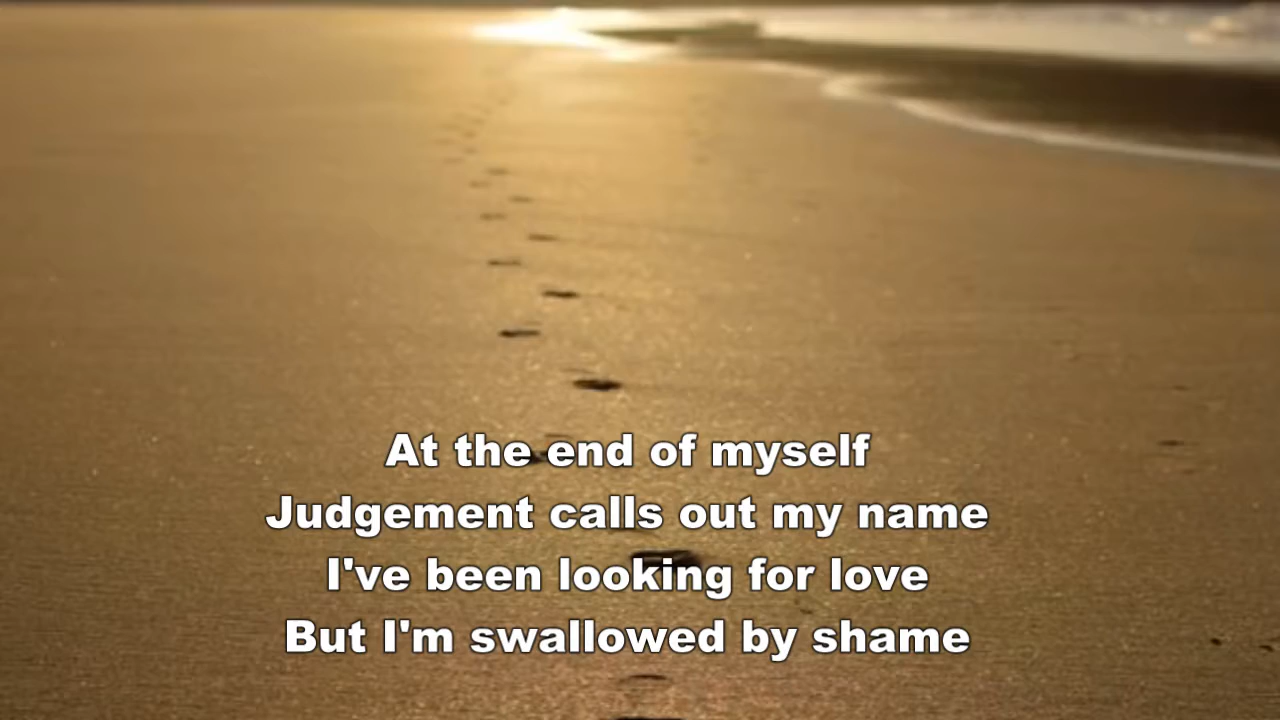 At the end of myself
Judgement calls out my name
I've been looking for love
But I'm swallowed by shame